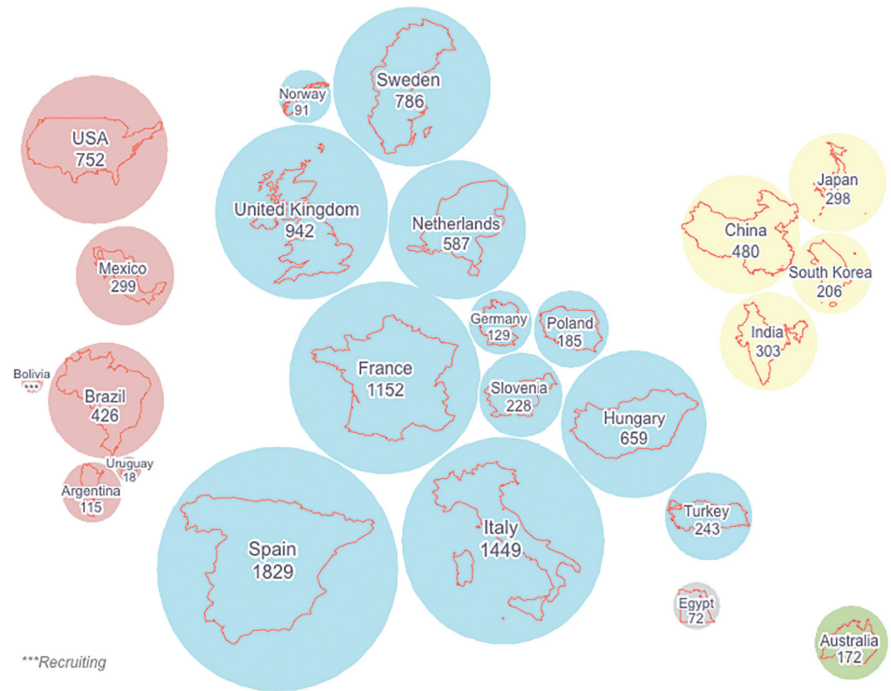 Sweden
786
Norway
91
USA
752
Japan
298
United Kingdom
942
Netherlands
587
China
480
Mexico
299
South Korea
206
Germany
129
Poland
185
India
303
France
1152
Bolivia
***
Slovenia
228
Brazil
426
Hungary
659
Uruguay
18
Argentina
115
Turkey
243
Italy
1449
Spain
1829
Egypt
72
Australia
172
***Recruiting